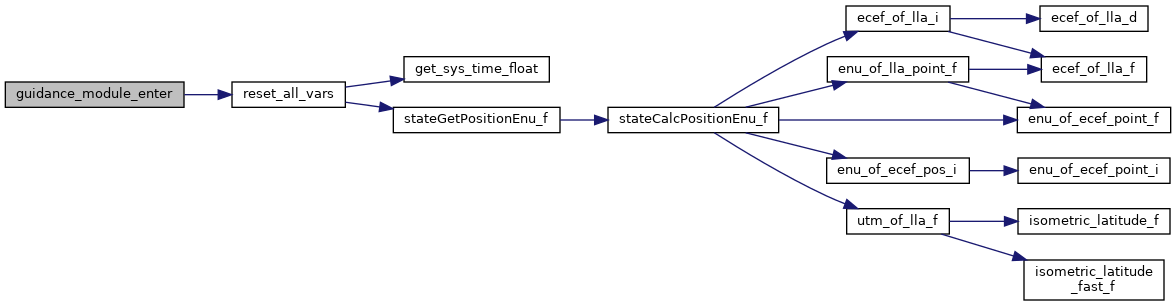 guidance_module_enter
reset_all_vars
get_sys_time_float
stateGetPositionEnu_f
stateCalcPositionEnu_f
ecef_of_lla_i
ecef_of_lla_d
ecef_of_lla_f
enu_of_lla_point_f
enu_of_ecef_point_f
enu_of_ecef_pos_i
enu_of_ecef_point_i
utm_of_lla_f
isometric_latitude_f
isometric_latitude
_fast_f